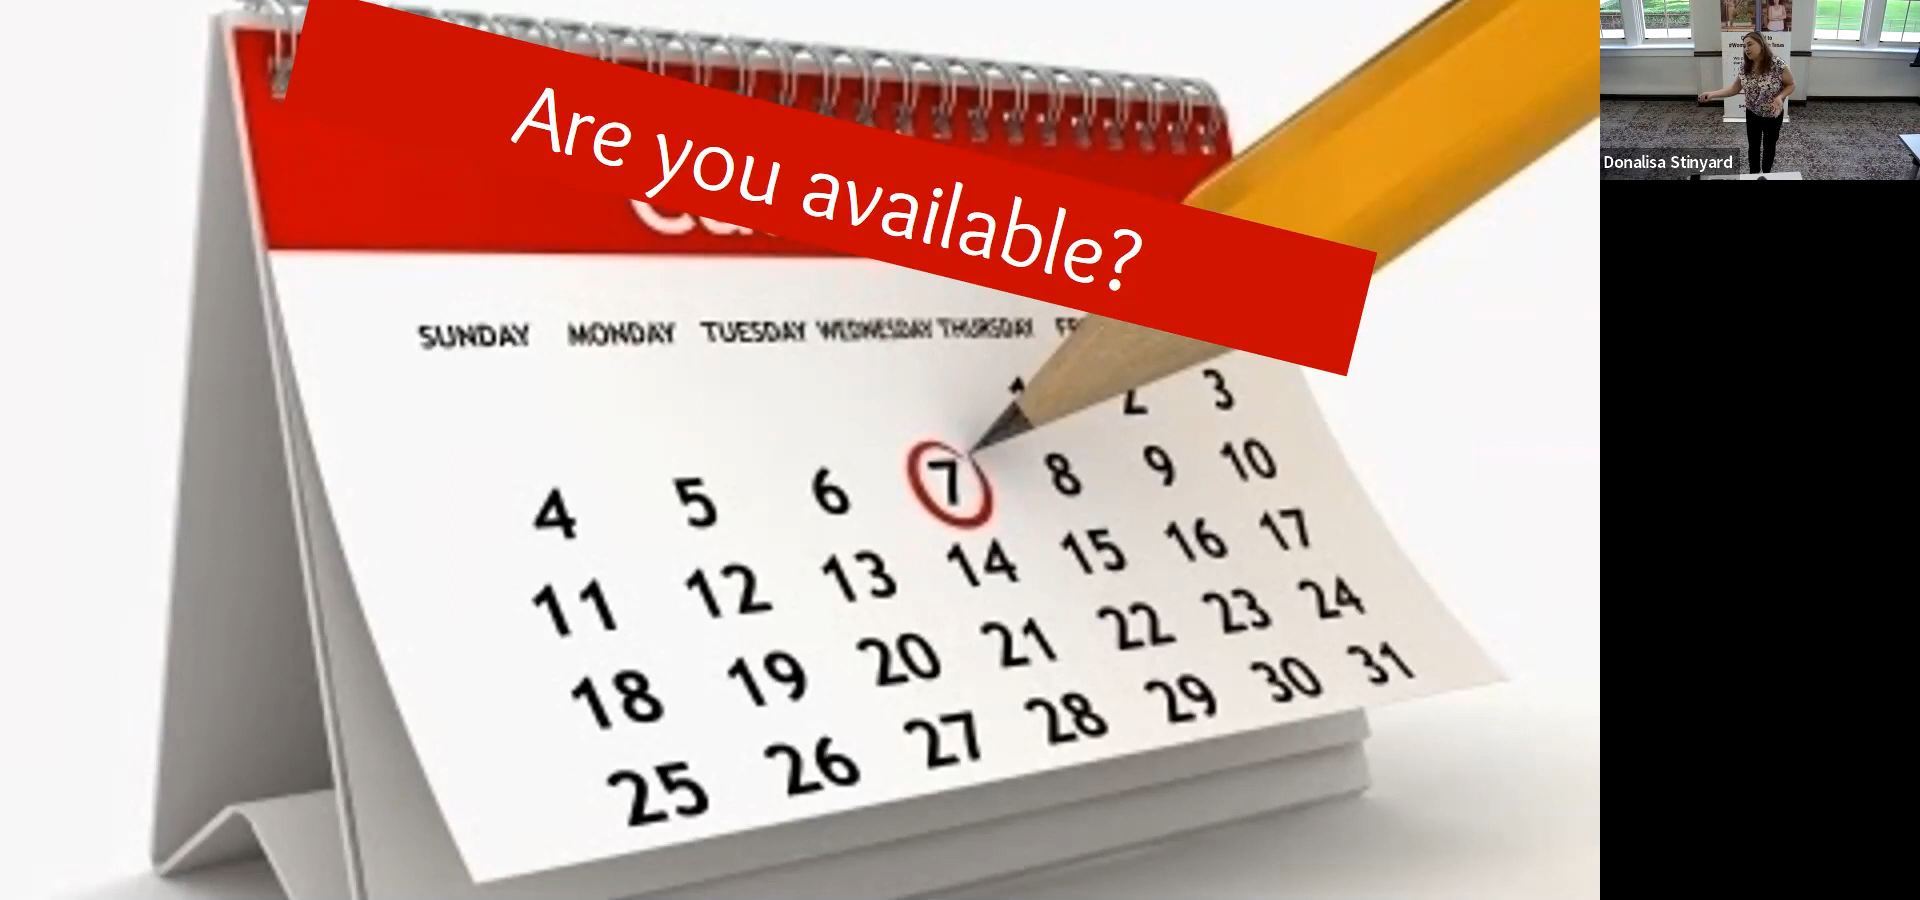 Are you available?
SUNDAY MONDAY TUESDAY WEDNESDAY THURSDAY
1 2 3
4 5 6 7 8 9 10
11 12 13 14 15 16 17
18 19 20 21 22 23 24
25 26 27 28 29 30 31
Donalisa Stinyard